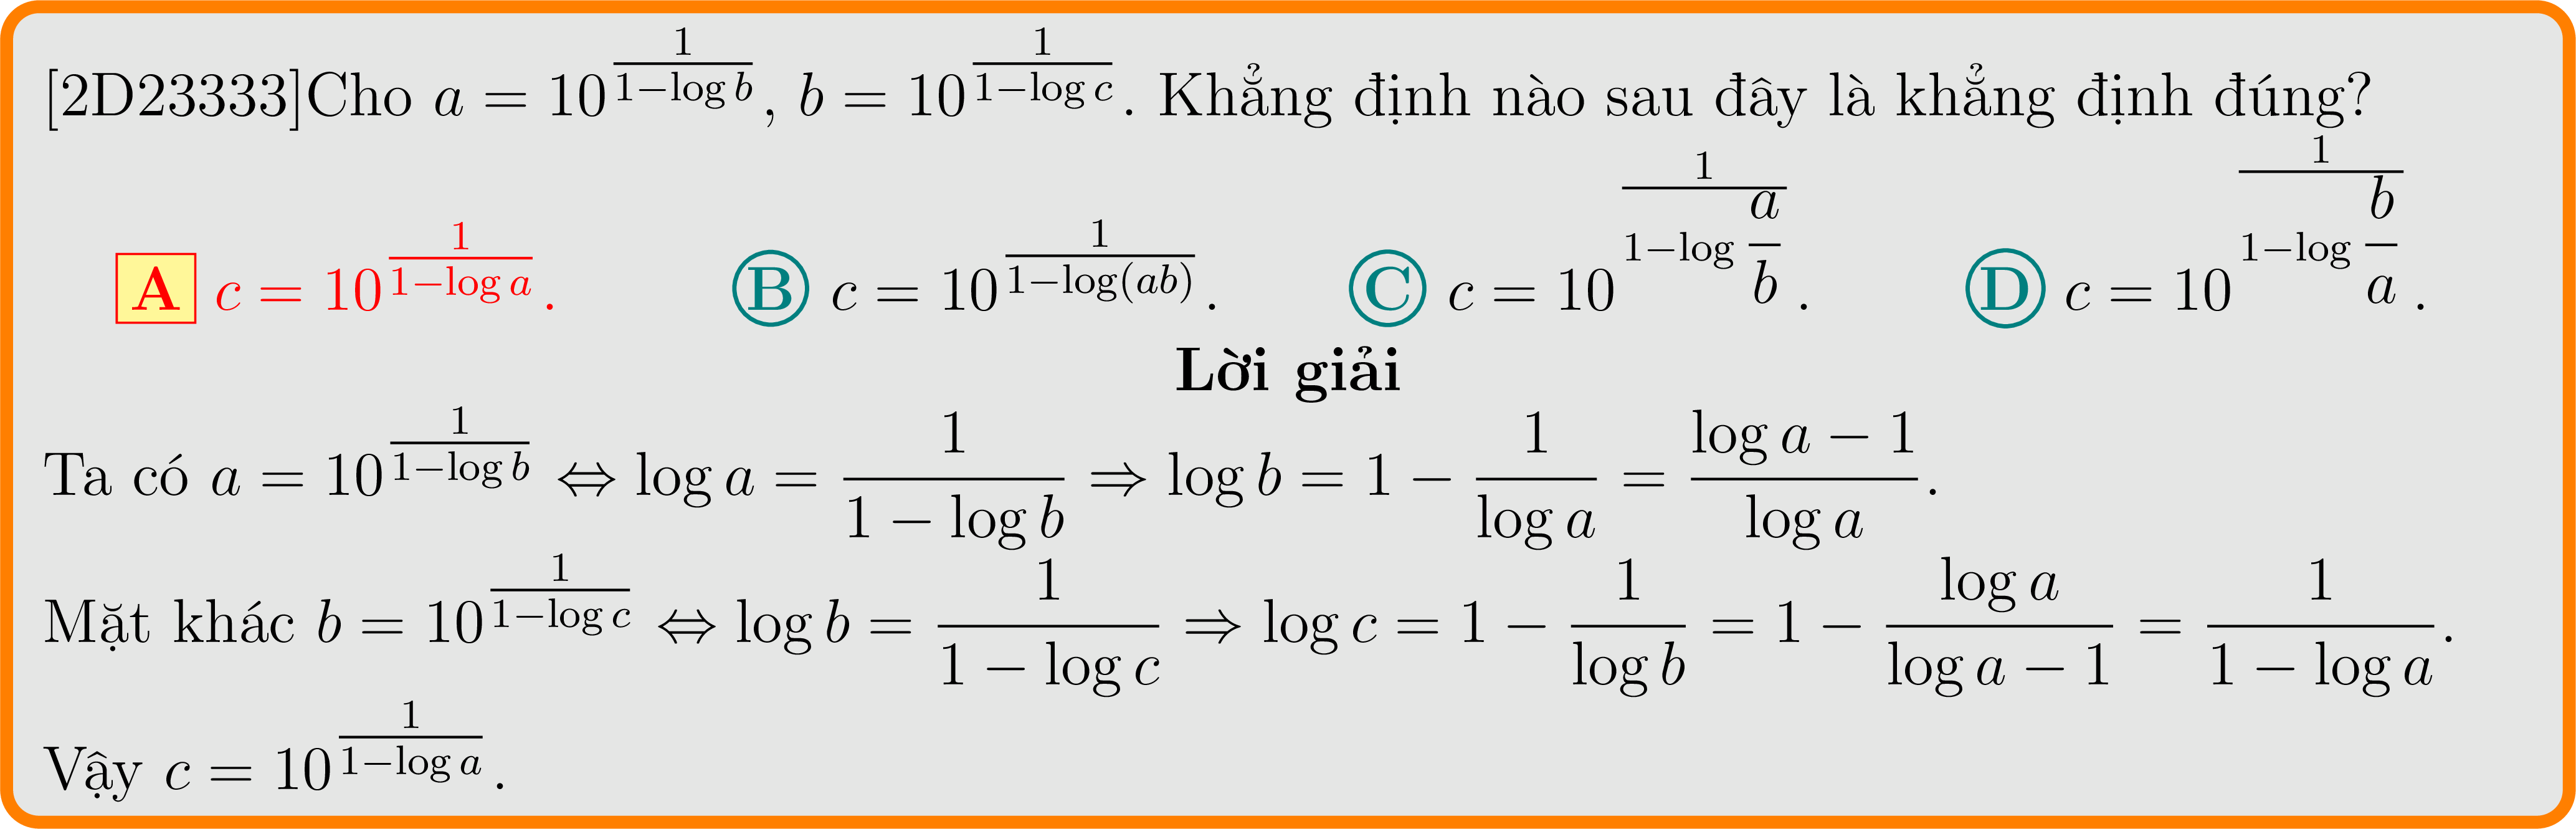 [2D23333]Cho $a = 10^{\frac{1}{1-\log b}}$, $b = 10^{\frac{1}{1-\log c}}$. Khẳng định nào sau đây là khẳng định đúng?
A $c = 10^{\frac{1}{1-\log a}}$. B $c = 10^{\frac{1}{1-\log(ab)}}$. C $c = 10^{\frac{1}{1-\log \frac{a}{b}}}$. D $c = 10^{\frac{1}{1-\log \frac{b}{a}}}$.
Lời giải
Ta có $a = 10^{\frac{1}{1-\log b}} \Leftrightarrow \log a = \frac{1}{1-\log b} \Rightarrow \log b = 1 - \frac{1}{\log a} = \frac{\log a - 1}{\log a}$.
Mặt khác $b = 10^{\frac{1}{1-\log c}} \Leftrightarrow \log b = \frac{1}{1-\log c} \Rightarrow \log c = 1 - \frac{1}{\log b} = 1 - \frac{\log a}{\log a - 1} = \frac{1}{1-\log a}$.
Vậy $c = 10^{\frac{1}{1-\log a}}$.